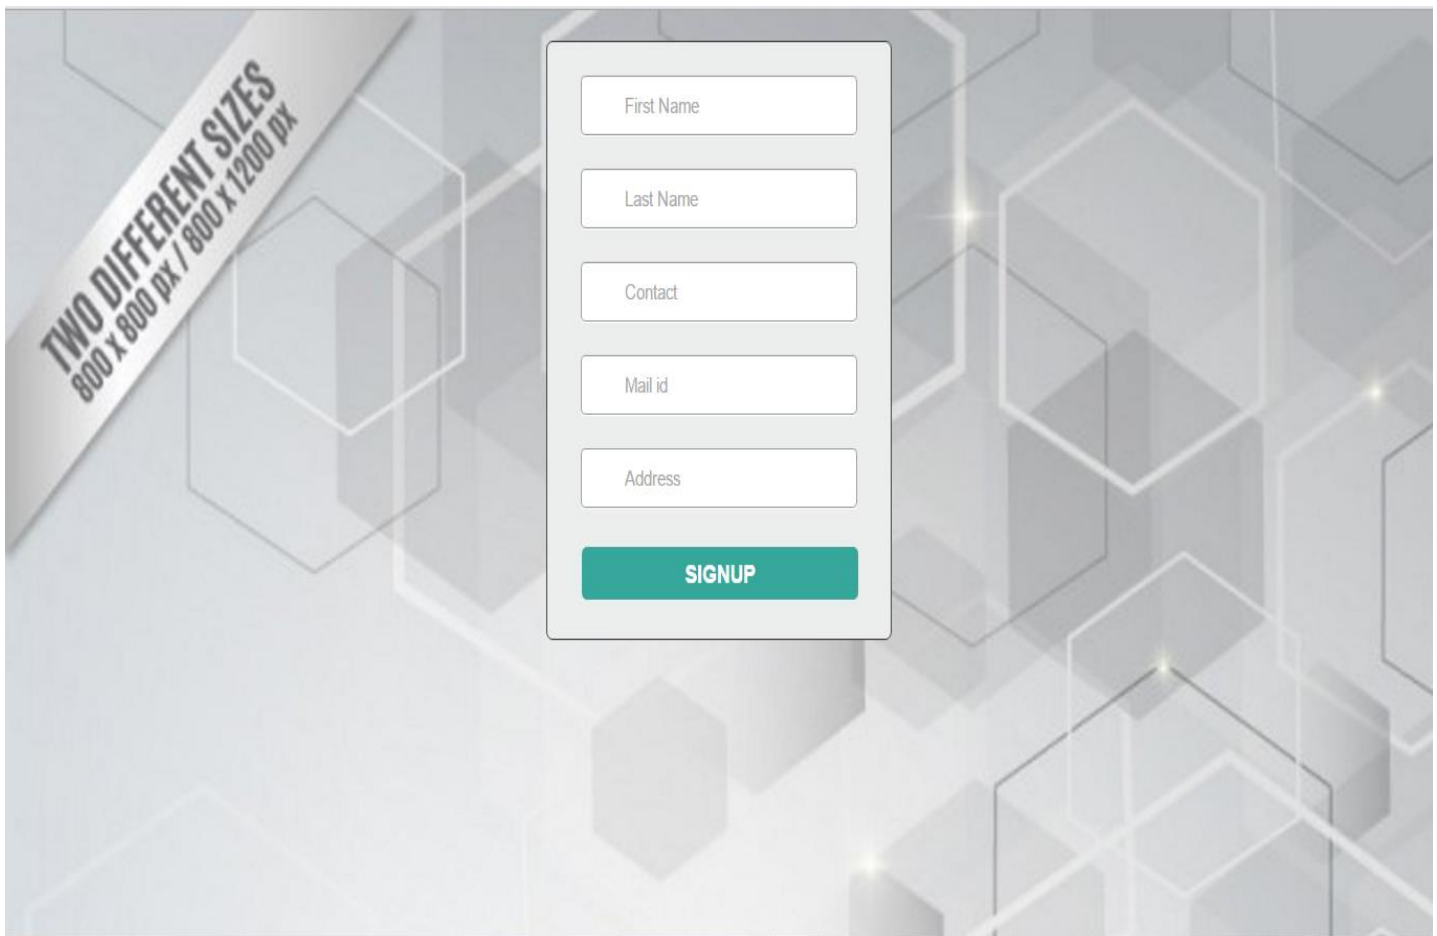 TWO DIFFERENT SIZES
800 x 800 px / 800 x 1200 px
First Name
Last Name
Contact
Mail id
Address
SIGNUP